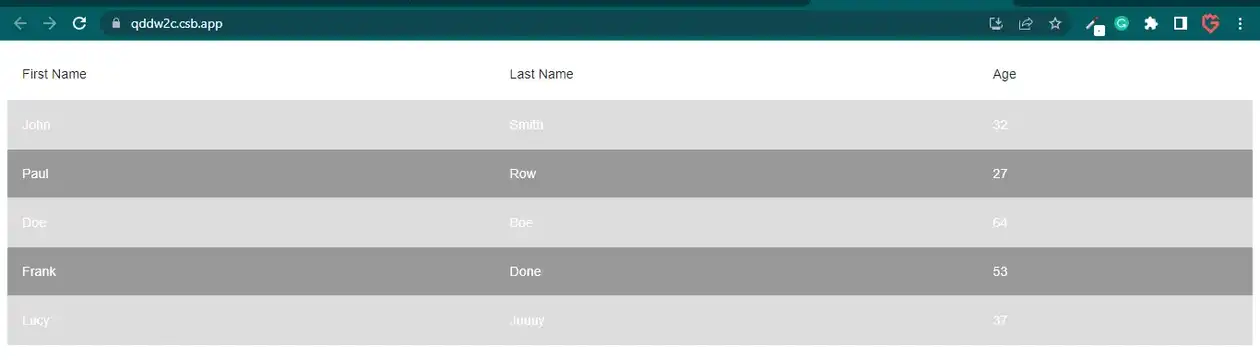 qddw2c.csb.app
First Name Last Name Age
John Smith 32
Paul Row 27
Doe Boe 64
Frank Done 53
Lucy Juuuy 37